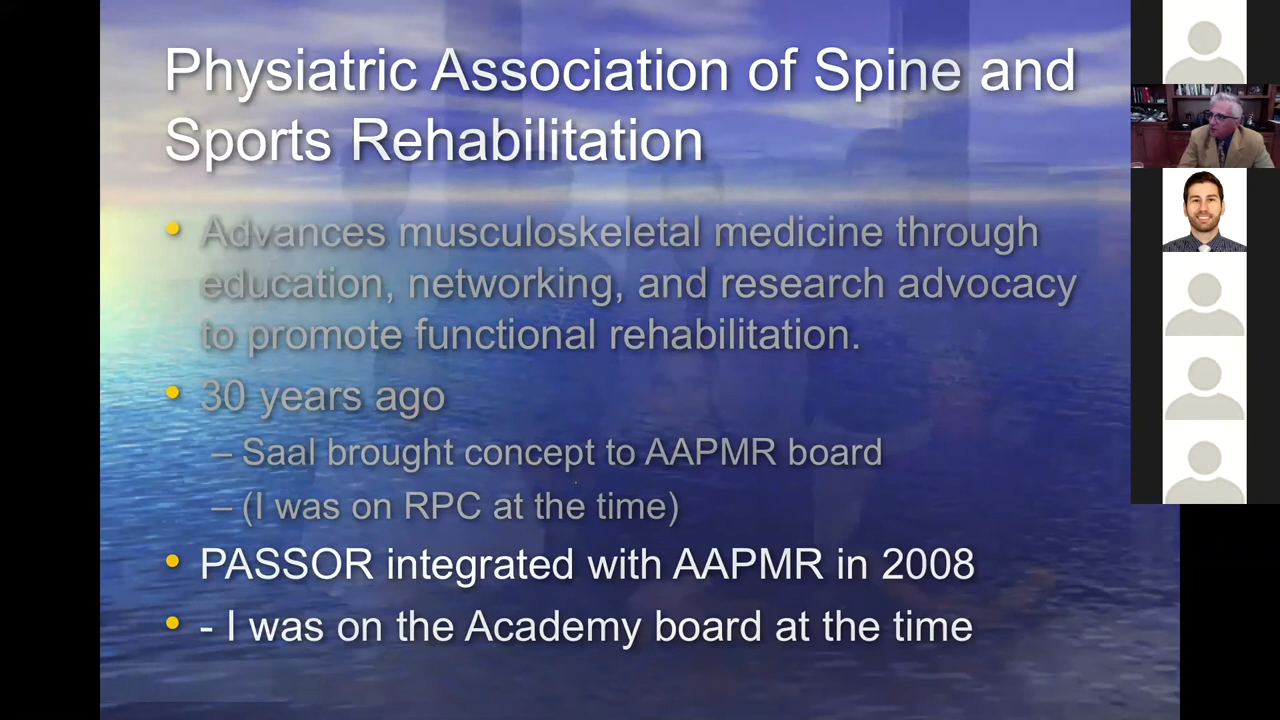 Physiatric Association of Spine and
Sports Rehabilitation
• Advances musculoskeletal medicine through
education, networking, and research advocacy
to promote functional rehabilitation.
• 30 years ago
– Saal brought concept to AAPMR board
– (I was on RPC at the time)
• PASSOR integrated with AAPMR in 2008
• - I was on the Academy board at the time